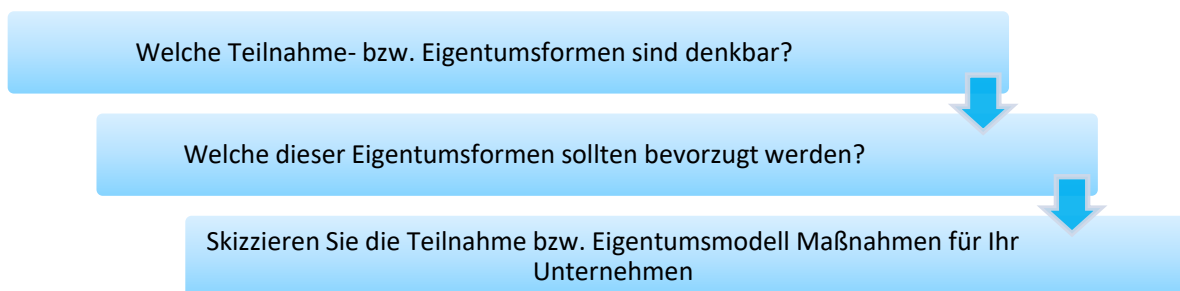 Welche Teilnahme- bzw. Eigentumsformen sind denkbar?
Welche dieser Eigentumsformen sollten bevorzugt werden?
Skizzieren Sie die Teilnahme bzw. Eigentumsmodell Maßnahmen für Ihr
Unternehmen